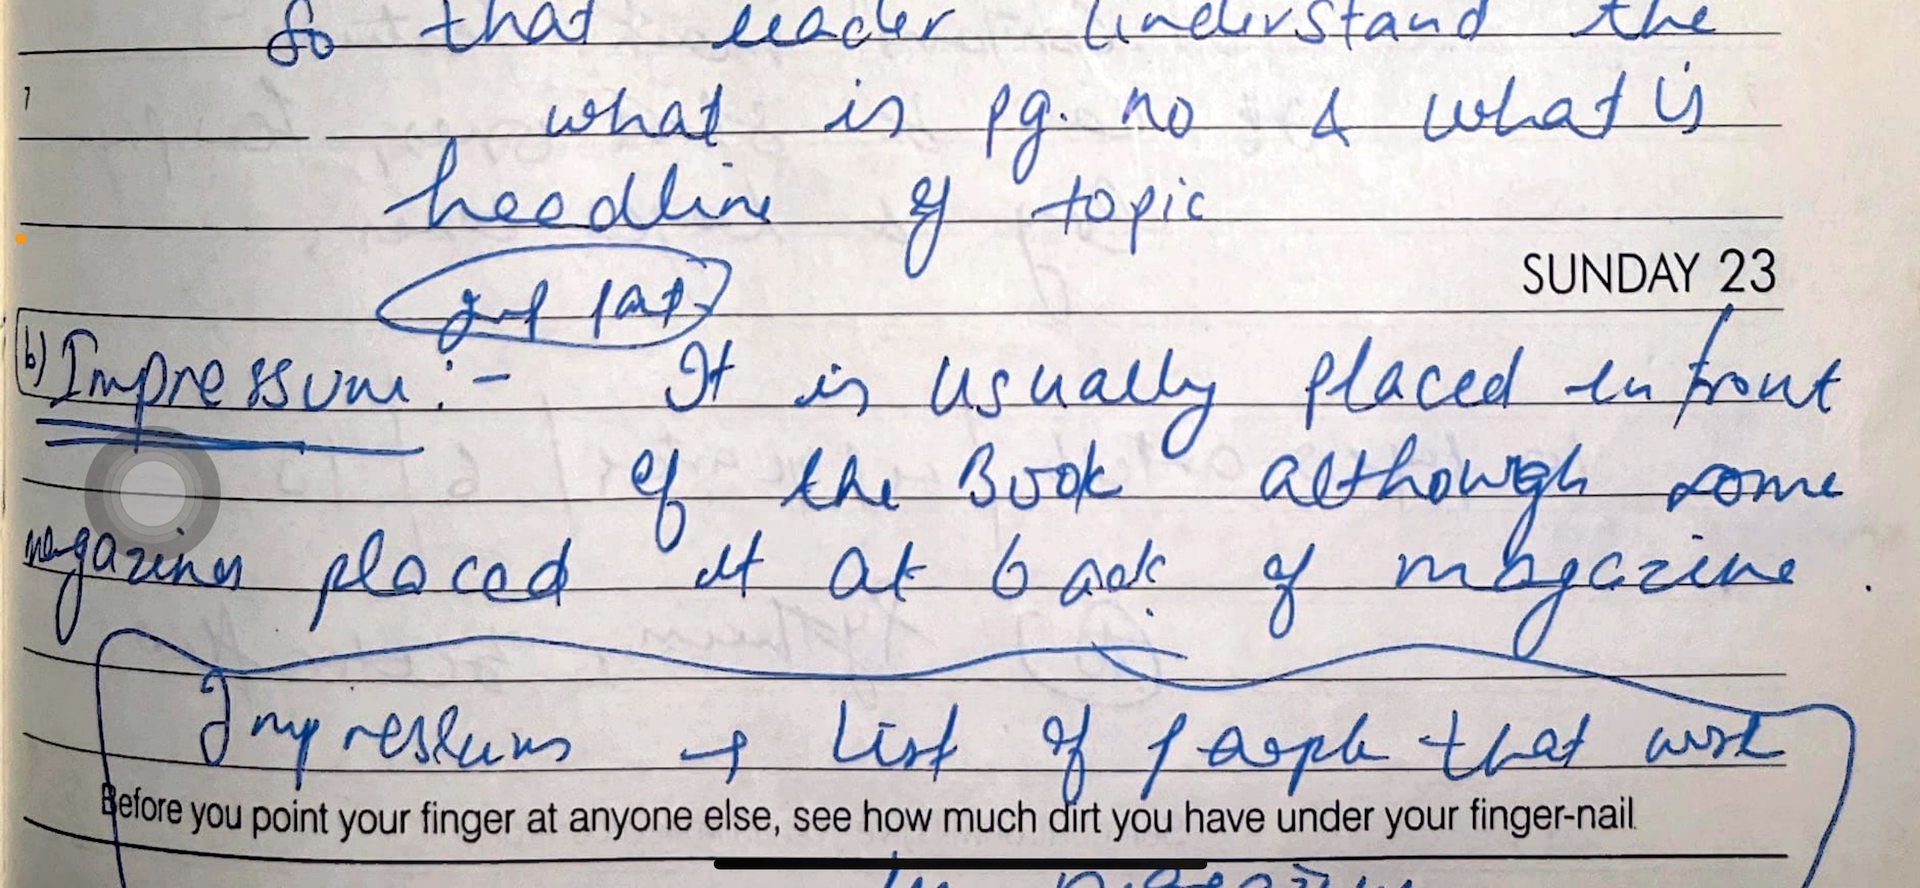 So that reader Understand the
7
what is pg. no & what is
headline of topic
SUNDAY 23
b) Impressum :- It is usually placed in front
of the Book although some
magazines placed it at back of magazine.
Impressum → List of people that work
Before you point your finger at anyone else, see how much dirt you have under your finger-nail